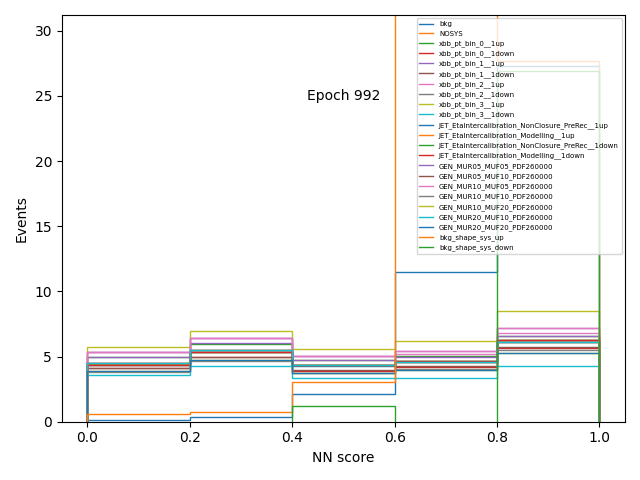 30
25
20
15
10
5
0
Events
Epoch 992
bkg
NOSYS
xbb_pt_bin_0__1up
xbb_pt_bin_0__1down
xbb_pt_bin_1__1up
xbb_pt_bin_1__1down
xbb_pt_bin_2__1up
xbb_pt_bin_2__1down
xbb_pt_bin_3__1up
xbb_pt_bin_3__1down
JET_EtaIntercalibration_NonClosure_PreRec__1up
JET_EtaIntercalibration_Modelling__1up
JET_EtaIntercalibration_NonClosure_PreRec__1down
JET_EtaIntercalibration_Modelling__1down
GEN_MUR05_MUF05_PDF260000
GEN_MUR05_MUF10_PDF260000
GEN_MUR10_MUF05_PDF260000
GEN_MUR10_MUF10_PDF260000
GEN_MUR10_MUF20_PDF260000
GEN_MUR20_MUF10_PDF260000
GEN_MUR20_MUF20_PDF260000
bkg_shape_sys_up
bkg_shape_sys_down
0.0 0.2 0.4 0.6 0.8 1.0
NN score